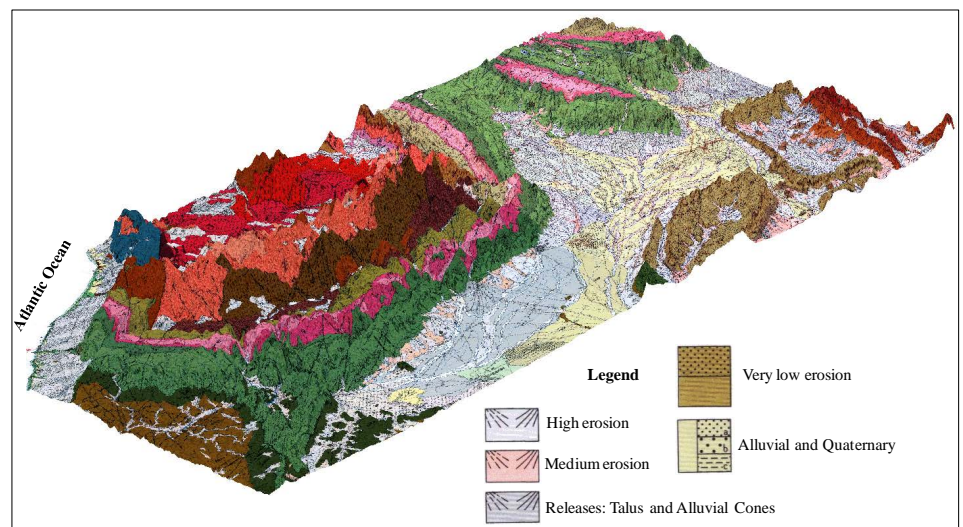 Atlantic Ocean
Legend
High erosion
Medium erosion
Releases: Talus and Alluvial Cones
Very low erosion
Alluvial and Quaternary